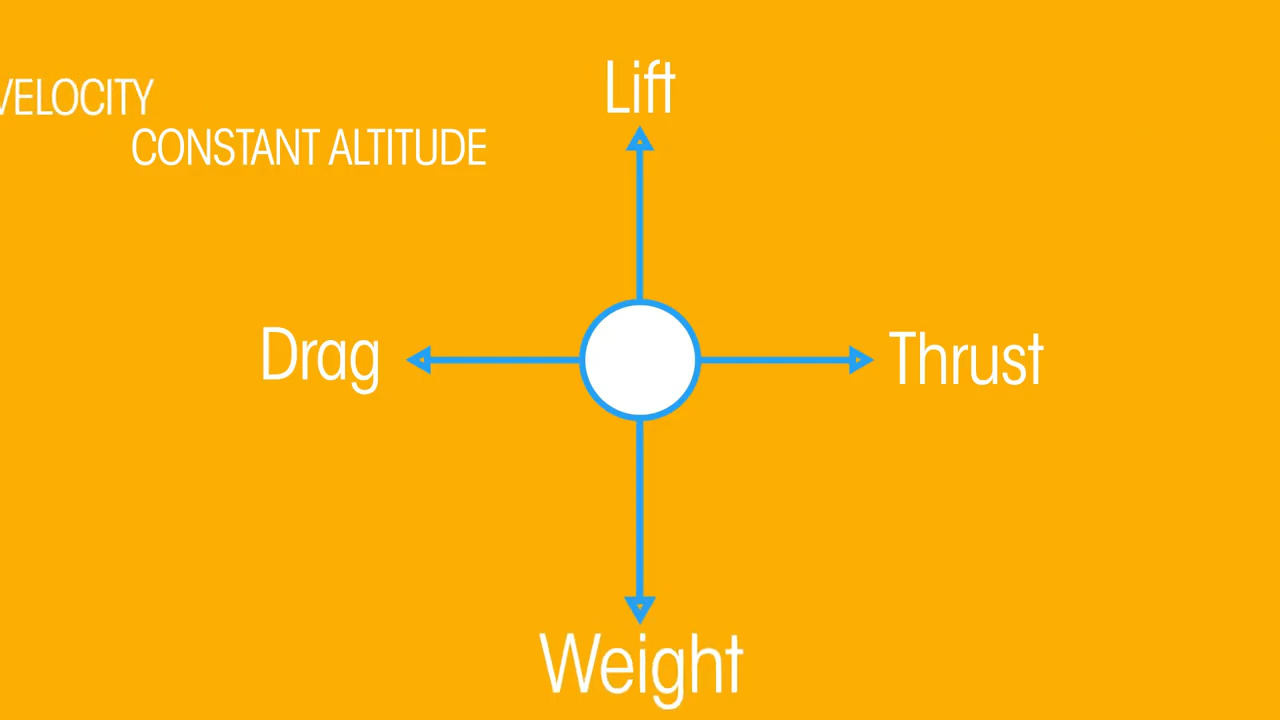 Lift
VELOCITY
CONSTANT ALTITUDE
Drag
Thrust
Weight